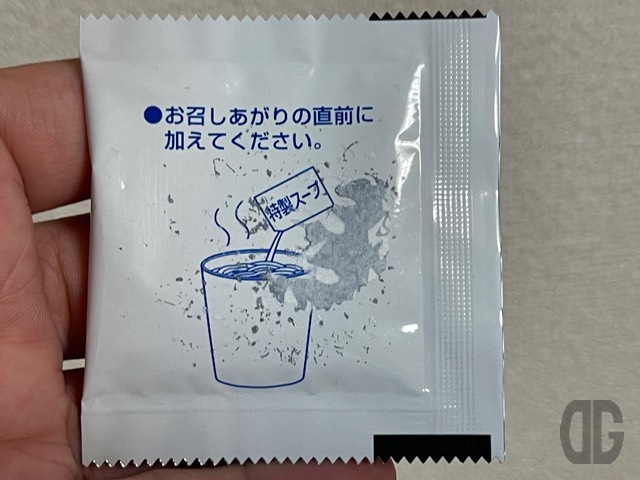 ●お召しあがりの直前に
加えてください。
特製スープ
DG